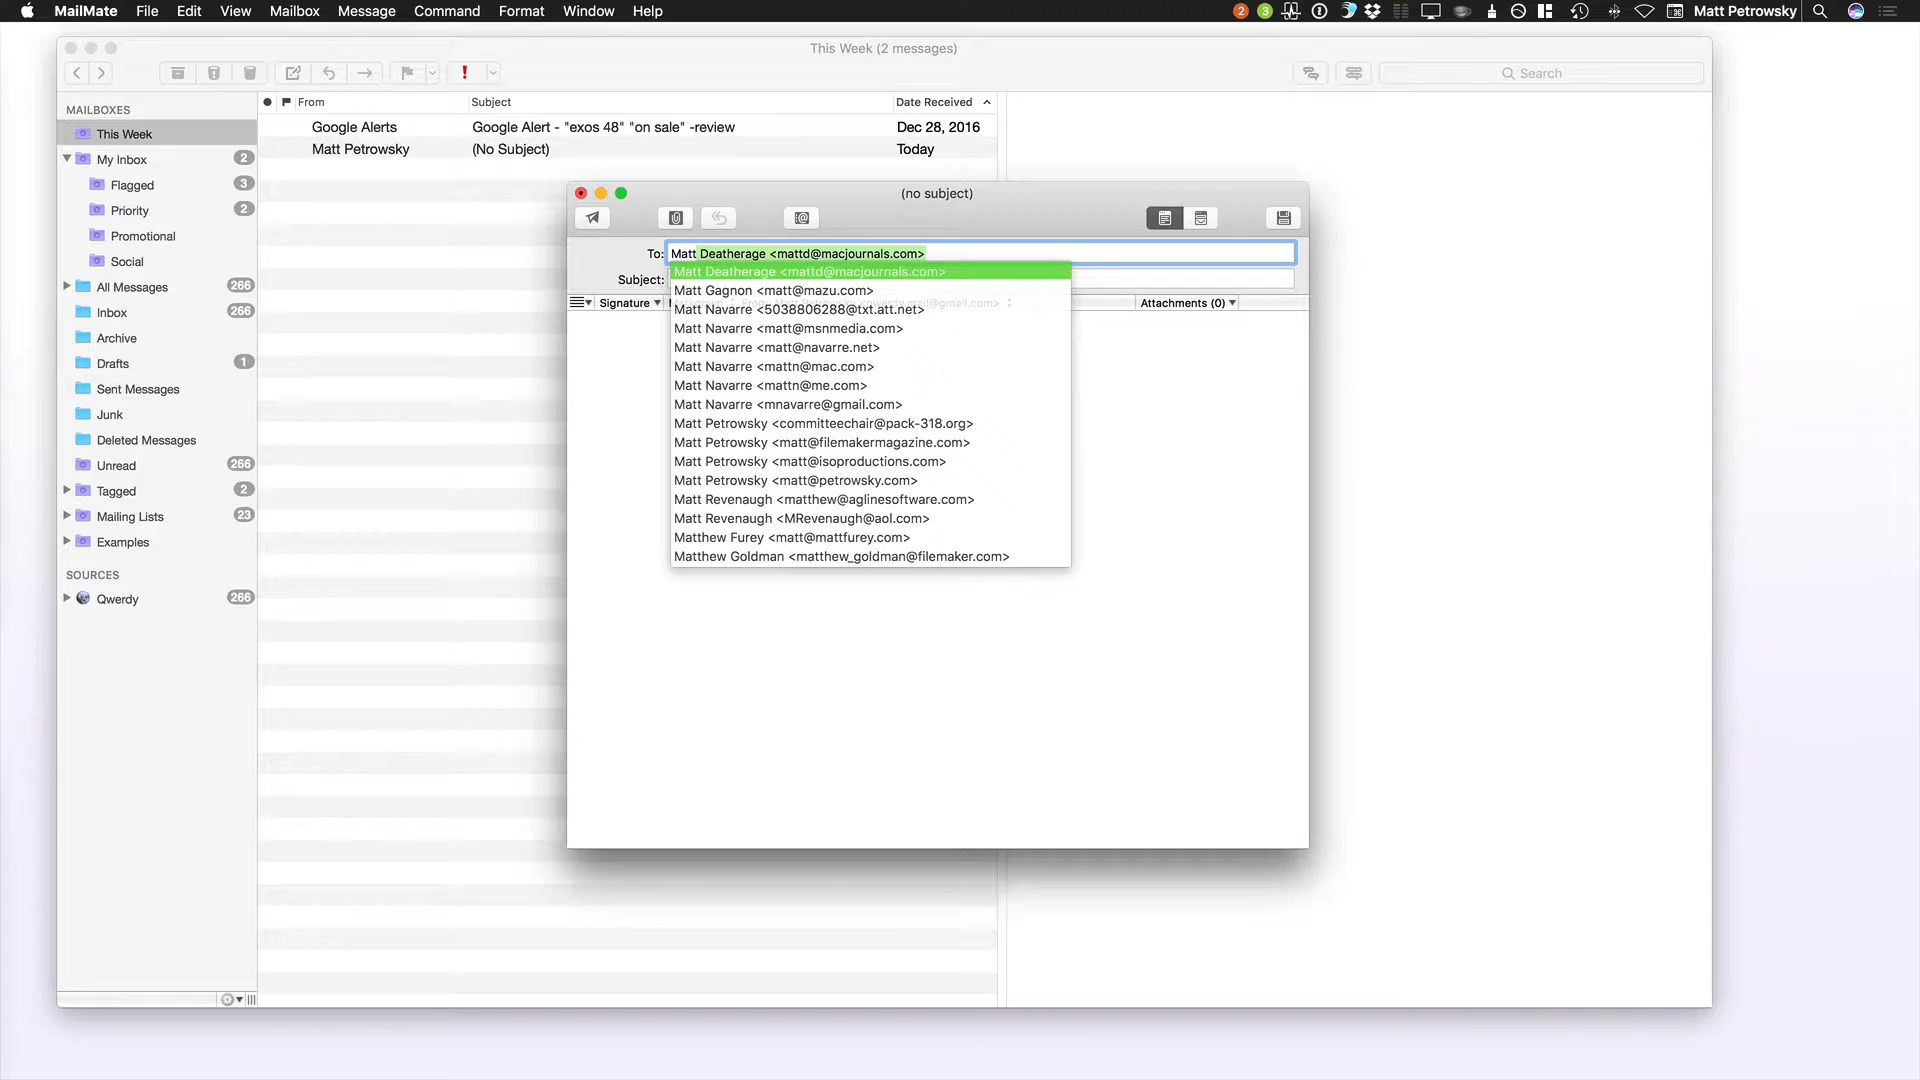 MailMate File Edit View Mailbox Message Command Format Window Help 2 3 Matt Petrowsky
This Week (2 messages)
Search
MAILBOXES
This Week
My Inbox 2
Flagged 3
Priority 2
Promotional
Social
All Messages 266
Inbox 266
Archive
Drafts 1
Sent Messages
Junk
Deleted Messages
Unread 266
Tagged 2
Mailing Lists 23
Examples
SOURCES
Qwerdy 266
From Subject Date Received
Google Alerts Google Alert - "exos 48" "on sale" -review Dec 28, 2016
Matt Petrowsky (No Subject) Today
(no subject)
To: Matt Deatherage <mattd@macjournals.com>
Subject:
Signature Attachments (0)
Matt Deatherage <mattd@macjournals.com>
Matt Gagnon <matt@mazu.com>
Matt Navarre <5038806288@txt.att.net>
Matt Navarre <matt@msnmedia.com>
Matt Navarre <matt@navarre.net>
Matt Navarre <mattn@mac.com>
Matt Navarre <mattn@me.com>
Matt Navarre <mnavarre@gmail.com>
Matt Petrowsky <committeechair@pack-318.org>
Matt Petrowsky <matt@filemakermagazine.com>
Matt Petrowsky <matt@isoproductions.com>
Matt Petrowsky <matt@petrowsky.com>
Matt Revenaugh <matthew@aglinesoftware.com>
Matt Revenaugh <MRevenaugh@aol.com>
Matthew Furey <matt@mattfurey.com>
Matthew Goldman <matthew_goldman@filemaker.com>